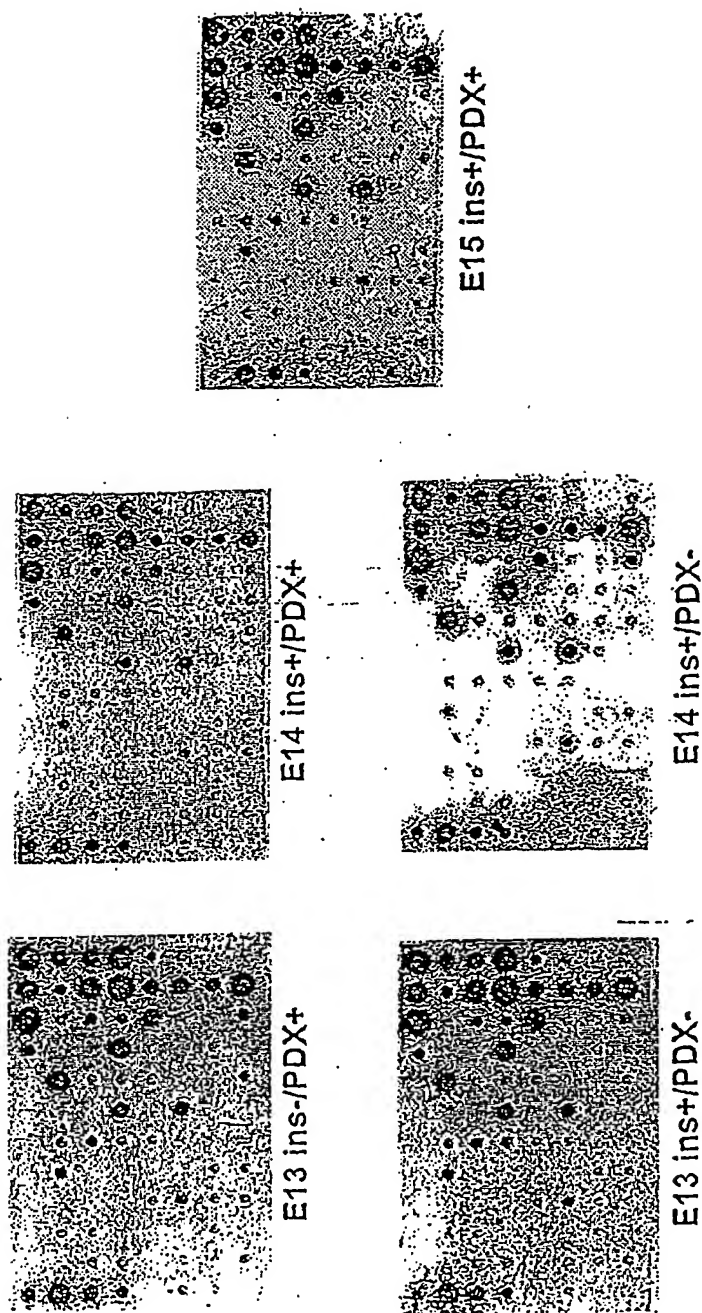 E15 ins+/PDX+
E14 ins+/PDX+
E14 ins+/PDX-
E13 ins-/PDX+
E13 ins+/PDX-